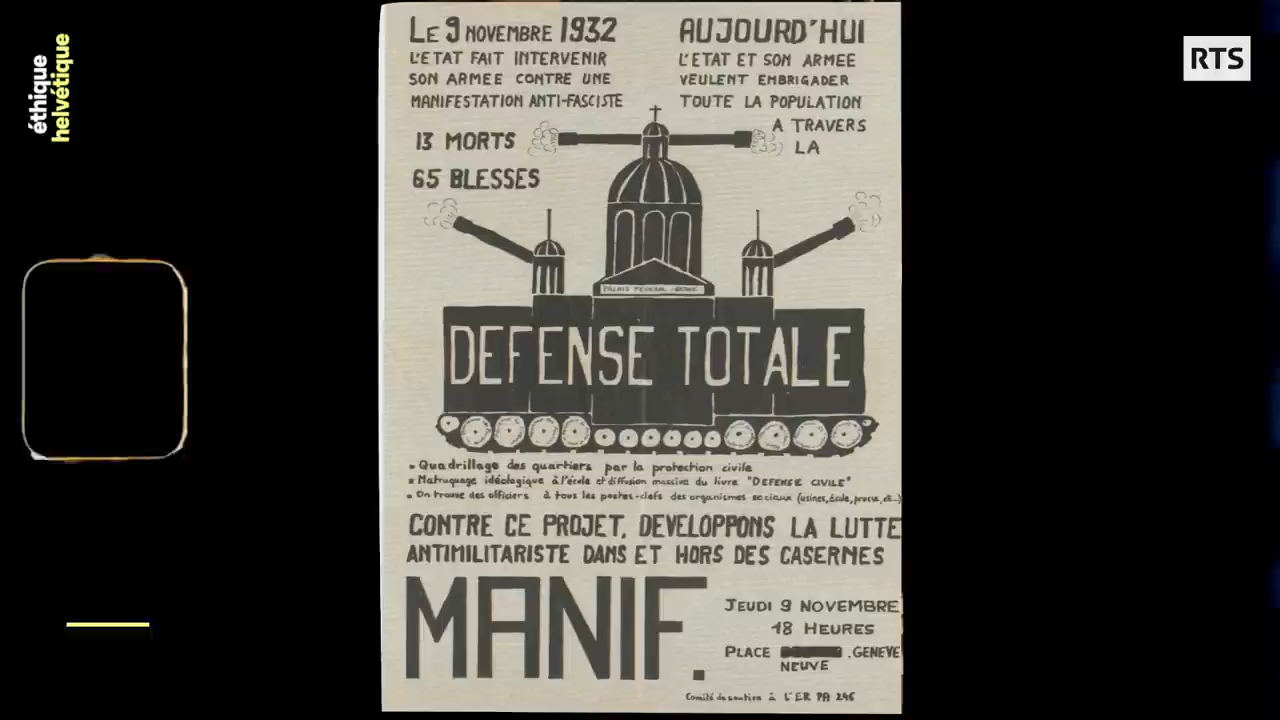 éthique
helvétique
RTS
LE 9 NOVEMBRE 1932
L'ETAT FAIT INTERVENIR
SON ARMEE CONTRE UNE
MANIFESTATION ANTI-FASCISTE
13 MORTS
65 BLESSES
AUJOURD'HUI
L'ETAT ET SON ARMEE
VEULENT EMBRIGADER
TOUTE LA POPULATION
A TRAVERS
LA
PALAIS FEDERAL - BERNE
DEFENSE TOTALE
Quadrillage des quartiers par la protection civile
Matraquage idéologique à l'école et diffusion massive du livre "DEFENSE CIVILE"
On trouve des officiers à tous les postes-clefs des organismes sociaux (usines, école, presse, etc..)
CONTRE CE PROJET, DEVELOPPONS LA LUTTE
ANTIMILITARISTE DANS ET HORS DES CASERNES
MANIF.
JEUDI 9 NOVEMBRE
18 HEURES
PLACE .GENEVE
NEUVE
Comité de soutien à L'ER PA 246